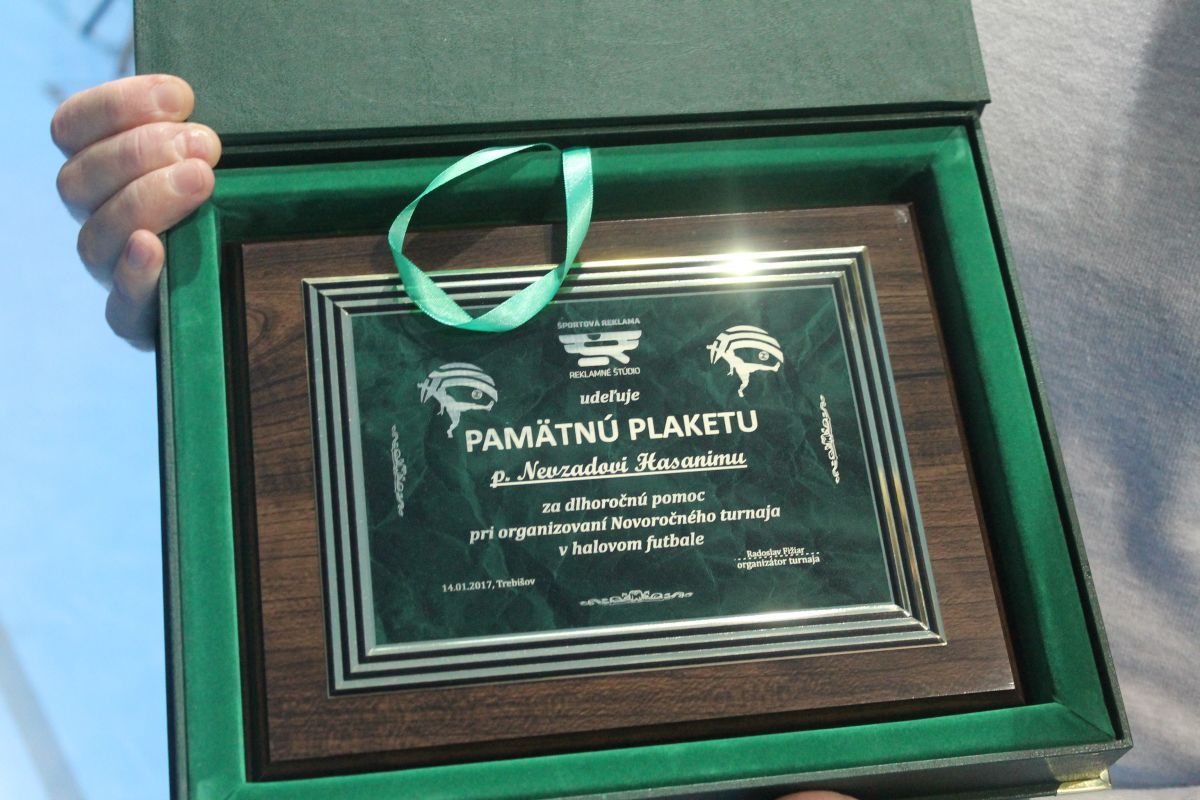 ŠPORTOVÁ REKLAMA
REKLAMNÉ ŠTÚDIO
udeľuje
PAMÄTNÚ PLAKETU
p. Nevzadovi Hasanimu
za dlhoročnú pomoc
pri organizovaní Novoročného turnaja
v halovom futbale
Radoslav Fižiar
organizátor turnaja
14.01.2017, Trebišov